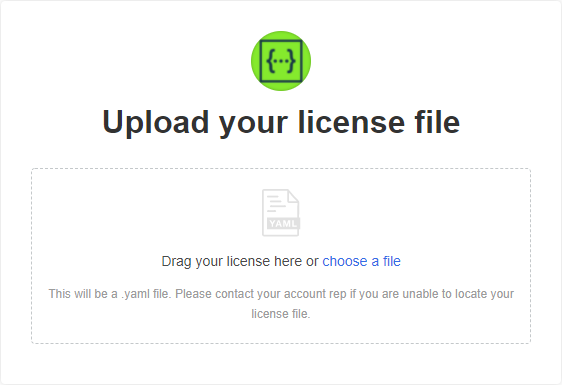 {···}
Upload your license file
YAML
Drag your license here or choose a file
This will be a .yaml file. Please contact your account rep if you are unable to locate your
license file.